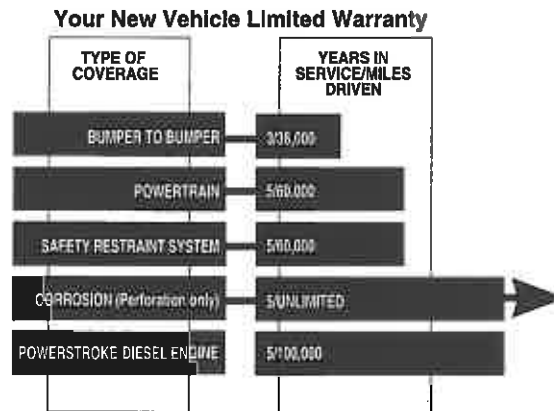 Your New Vehicle Limited Warranty
TYPE OF
COVERAGE
YEARS IN
SERVICE/MILES
DRIVEN
BUMPER TO BUMPER
3/36,000
POWERTRAIN
5/60,000
SAFETY RESTRAINT SYSTEM
5/60,000
CORROSION (Perforation only)
5/UNLIMITED
POWERSTROKE DIESEL ENGINE
5/100,000